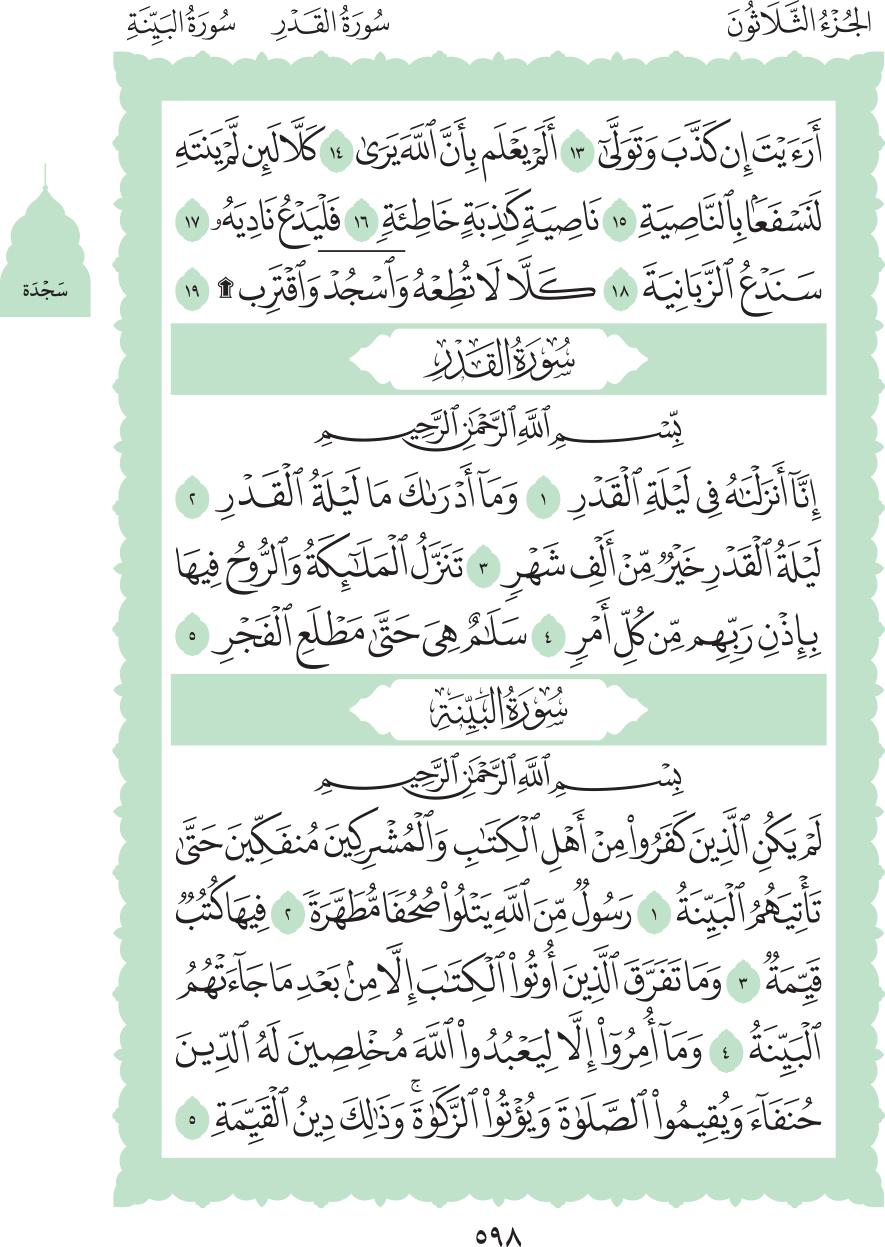 الجُزْءُ الثَّلَاثُونَ سُورَةُ القَدْرِ سُورَةُ البَيِّنَةِ
أَرَءَيْتَ إِن كَذَّبَ وَتَوَلَّىٰٓ ١٣ أَلَمْ يَعْلَم بِأَنَّ ٱللَّهَ يَرَىٰ ١٤ كَلَّا لَئِن لَّمْ يَنتَهِ
لَنَسْفَعًۢا بِٱلنَّاصِيَةِ ١٥ نَاصِيَةٍ كَٰذِبَةٍ خَاطِئَةٍ ١٦ فَلْيَدْعُ نَادِيَهُۥ ١٧
سَنَدْعُ ٱلزَّبَانِيَةَ ١٨ كَلَّا لَا تُطِعْهُ وَٱسْجُدْ وَٱقْتَرِب ۩ ١٩
سَجْدَة
سُورَةُ القَدْرِ
بِّسْمِ ٱللَّهِ ٱلرَّحْمَٰنِ ٱلرَّحِيمِ
إِنَّآ أَنزَلْنَٰهُ فِى لَيْلَةِ ٱلْقَدْرِ ١ وَمَآ أَدْرَىٰكَ مَا لَيْلَةُ ٱلْقَدْرِ ٢
لَيْلَةُ ٱلْقَدْرِ خَيْرٌ مِّنْ أَلْفِ شَهْرٍ ٣ تَنَزَّلُ ٱلْمَلَٰٓئِكَةُ وَٱلرُّوحُ فِيهَا
بِإِذْنِ رَبِّهِم مِّن كُلِّ أَمْرٍ ٤ سَلَٰمٌ هِىَ حَتَّىٰ مَطْلَعِ ٱلْفَجْرِ ٥
سُورَةُ البَيِّنَةِ
بِسْمِ ٱللَّهِ ٱلرَّحْمَٰنِ ٱلرَّحِيمِ
لَمْ يَكُنِ ٱلَّذِينَ كَفَرُوا۟ مِنْ أَهْلِ ٱلْكِتَٰبِ وَٱلْمُشْرِكِينَ مُنفَكِّينَ حَتَّىٰ
تَأْتِيَهُمُ ٱلْبَيِّنَةُ ١ رَسُولٌ مِّنَ ٱللَّهِ يَتْلُوا۟ صُحُفًا مُّطَهَّرَةً ٢ فِيهَا كُتُبٌ
قَيِّمَةٌ ٣ وَمَا تَفَرَّقَ ٱلَّذِينَ أُوتُوا۟ ٱلْكِتَٰبَ إِلَّا مِنۢ بَعْدِ مَا جَآءَتْهُمُ
ٱلْبَيِّنَةُ ٤ وَمَآ أُمِرُوٓا۟ إِلَّا لِيَعْبُدُوا۟ ٱللَّهَ مُخْلِصِينَ لَهُ ٱلدِّينَ
حُنَفَآءَ وَيُقِيمُوا۟ ٱلصَّلَوٰةَ وَيُؤْتُوا۟ ٱلزَّكَوٰةَ ۚ وَذَٰلِكَ دِينُ ٱلْقَيِّمَةِ ٥
٥٩٨